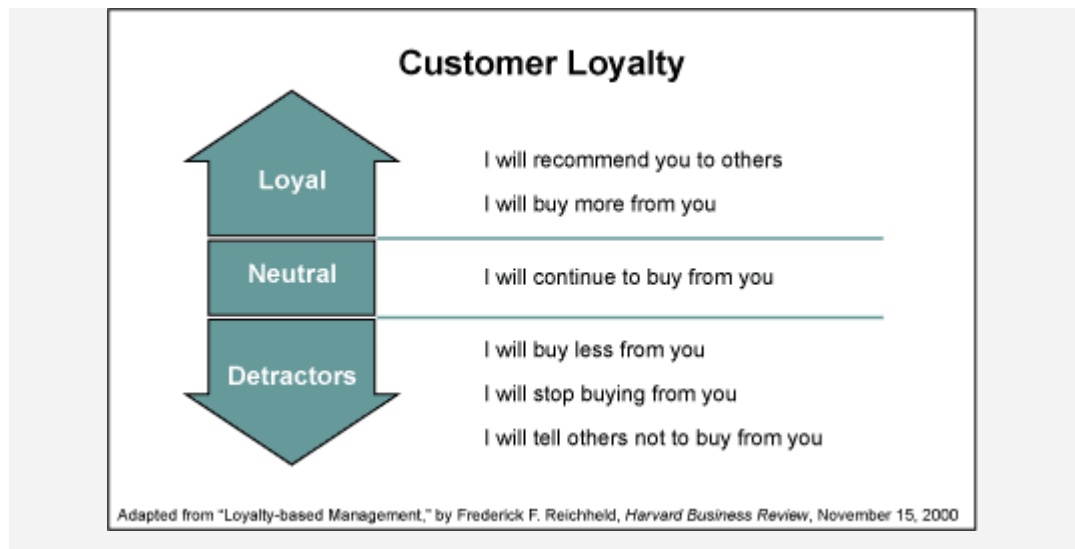 Customer Loyalty
Loyal
I will recommend you to others
I will buy more from you
Neutral
I will continue to buy from you
Detractors
I will buy less from you
I will stop buying from you
I will tell others not to buy from you
Adapted from “Loyalty-based Management,” by Frederick F. Reichheld, Harvard Business Review, November 15, 2000